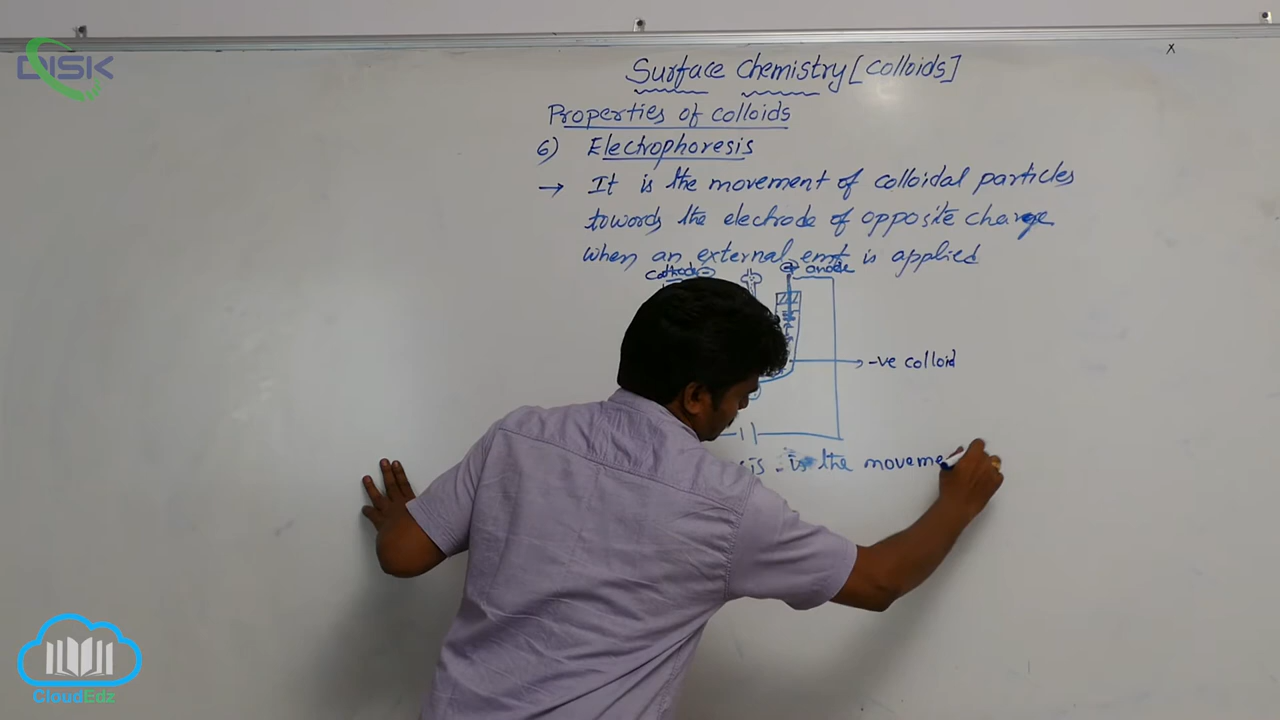 DISK
x
Surface Chemistry [Colloids]
Properties of colloids
6) Electrophoresis
→ It is the movement of colloidal particles
towards the electrode of opposite charge
when an external emf is applied
cathode - + anode
-ve colloid
is the moveme
CloudEdz